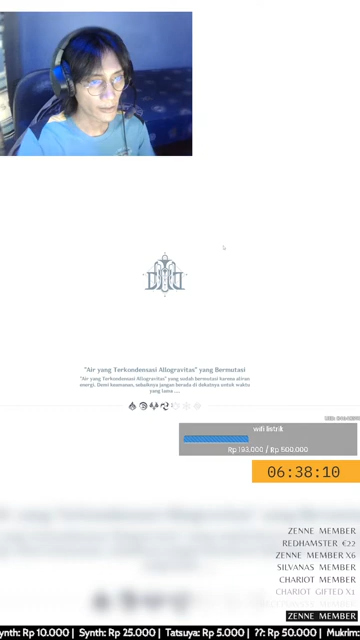 "Air yang Terkondensasi Allogravitas" yang Bermutasi
"Air yang Terkondensasi Allogravitas" yang sudah bermutasi karena aliran
energi. Demi keamanan, sebaiknya jangan berada di dekatnya untuk waktu
yang lama ....
wifi listrik
Rp 193.000 / Rp 500.000
06:38:10
ZENNE MEMBER
REDHAMSTER €22
ZENNE MEMBER X6
SILVANAS MEMBER
CHARIOT MEMBER
CHARIOT GIFTED X1
ZENNE MEMBER
ynth: Rp 10.000 | Synth: Rp 25.000 | Tatsuya: Rp 5.000 | ??: Rp 50.000 |